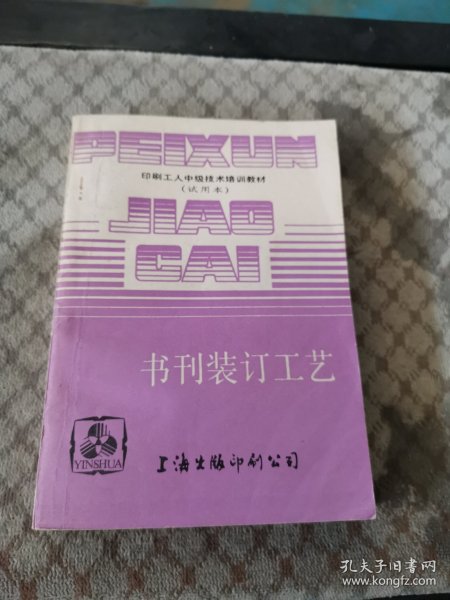 PEIXUN
印刷工人中级技术培训教材
(试用本)
JIAO
CAI
书刊装订工艺
YINSHUA
上海出版印刷公司
孔夫子旧书网
www.kongfz.com